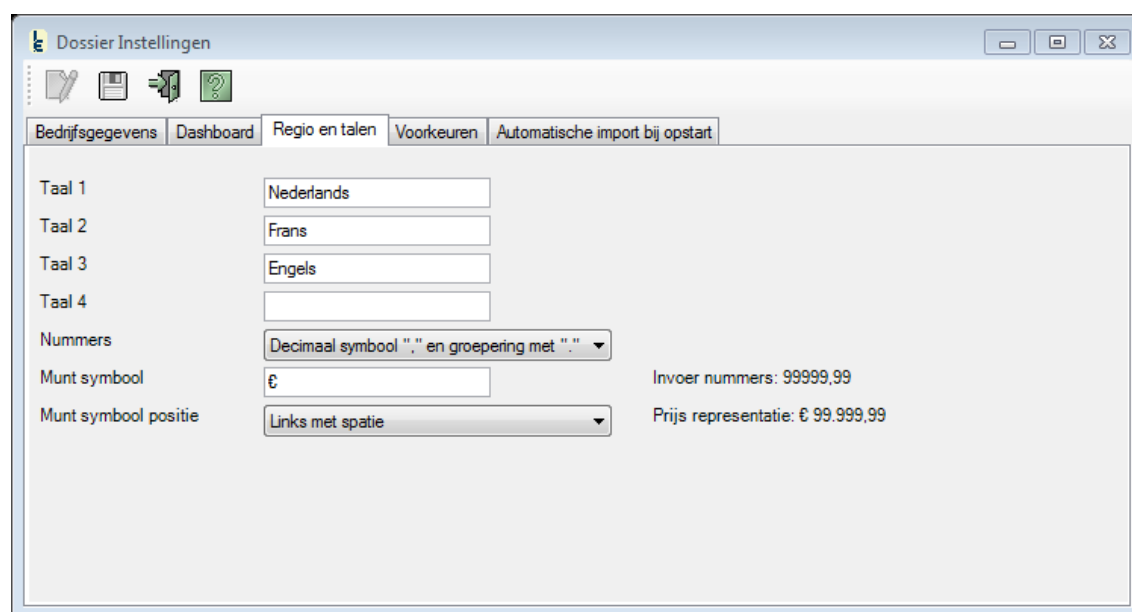 Dossier Instellingen
Bedrijfsgegevens Dashboard Regio en talen Voorkeuren Automatische import bij opstart
Taal 1 Nederlands
Taal 2 Frans
Taal 3 Engels
Taal 4
Nummers Decimaal symbool "," en groepering met "."
Munt symbool € Invoer nummers: 99999,99
Munt symbool positie Links met spatie Prijs representatie: € 99.999,99